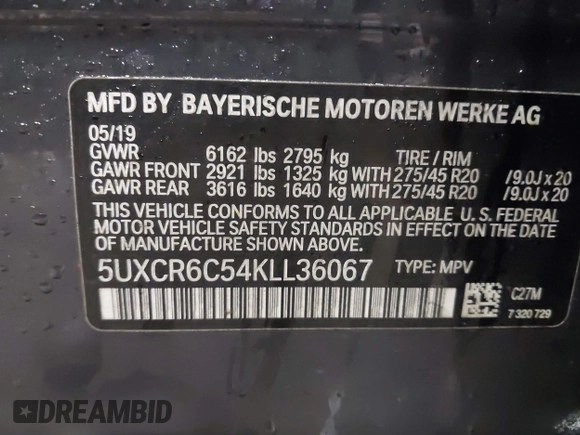 MFD BY BAYERISCHE MOTOREN WERKE AG
05/19
GVWR 6162 lbs 2795 kg TIRE / RIM
GAWR FRONT 2921 lbs 1325 kg WITH 275/45 R20 /9.0J x 20
GAWR REAR 3616 lbs 1640 kg WITH 275/45 R20 /9.0J x 20
THIS VEHICLE CONFORMS TO ALL APPLICABLE U. S. FEDERAL
MOTOR VEHICLE SAFETY STANDARDS IN EFFECT ON THE DATE
OF MANUFACTURE SHOWN ABOVE.
5UXCR6C54KLL36067 TYPE: MPV
C27M
7 320 729
DREAMBID